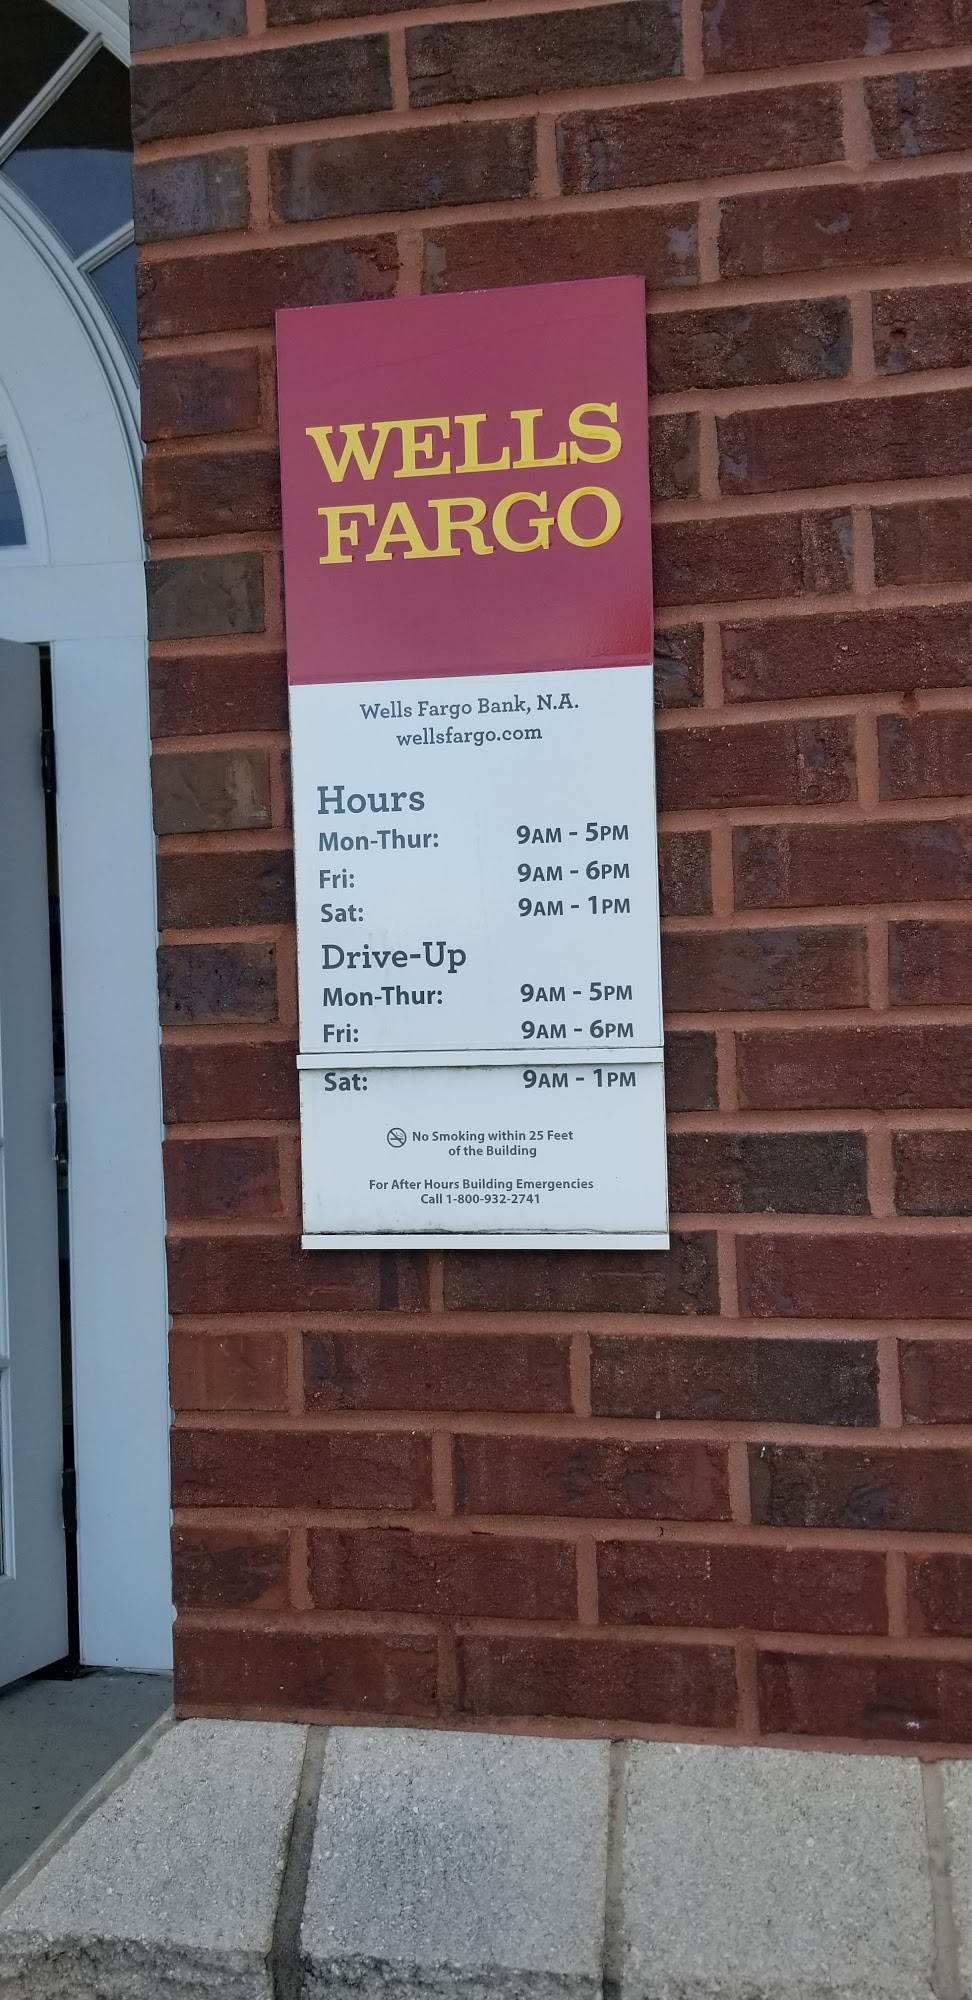 WELLS
FARGO
Wells Fargo Bank, N.A.
wellsfargo.com
Hours
Mon-Thur: 9AM - 5PM
Fri: 9AM - 6PM
Sat: 9AM - 1PM
Drive-Up
Mon-Thur: 9AM - 5PM
Fri: 9AM - 6PM
Sat: 9AM - 1PM
No Smoking within 25 Feet
of the Building
For After Hours Building Emergencies
Call 1-800-932-2741